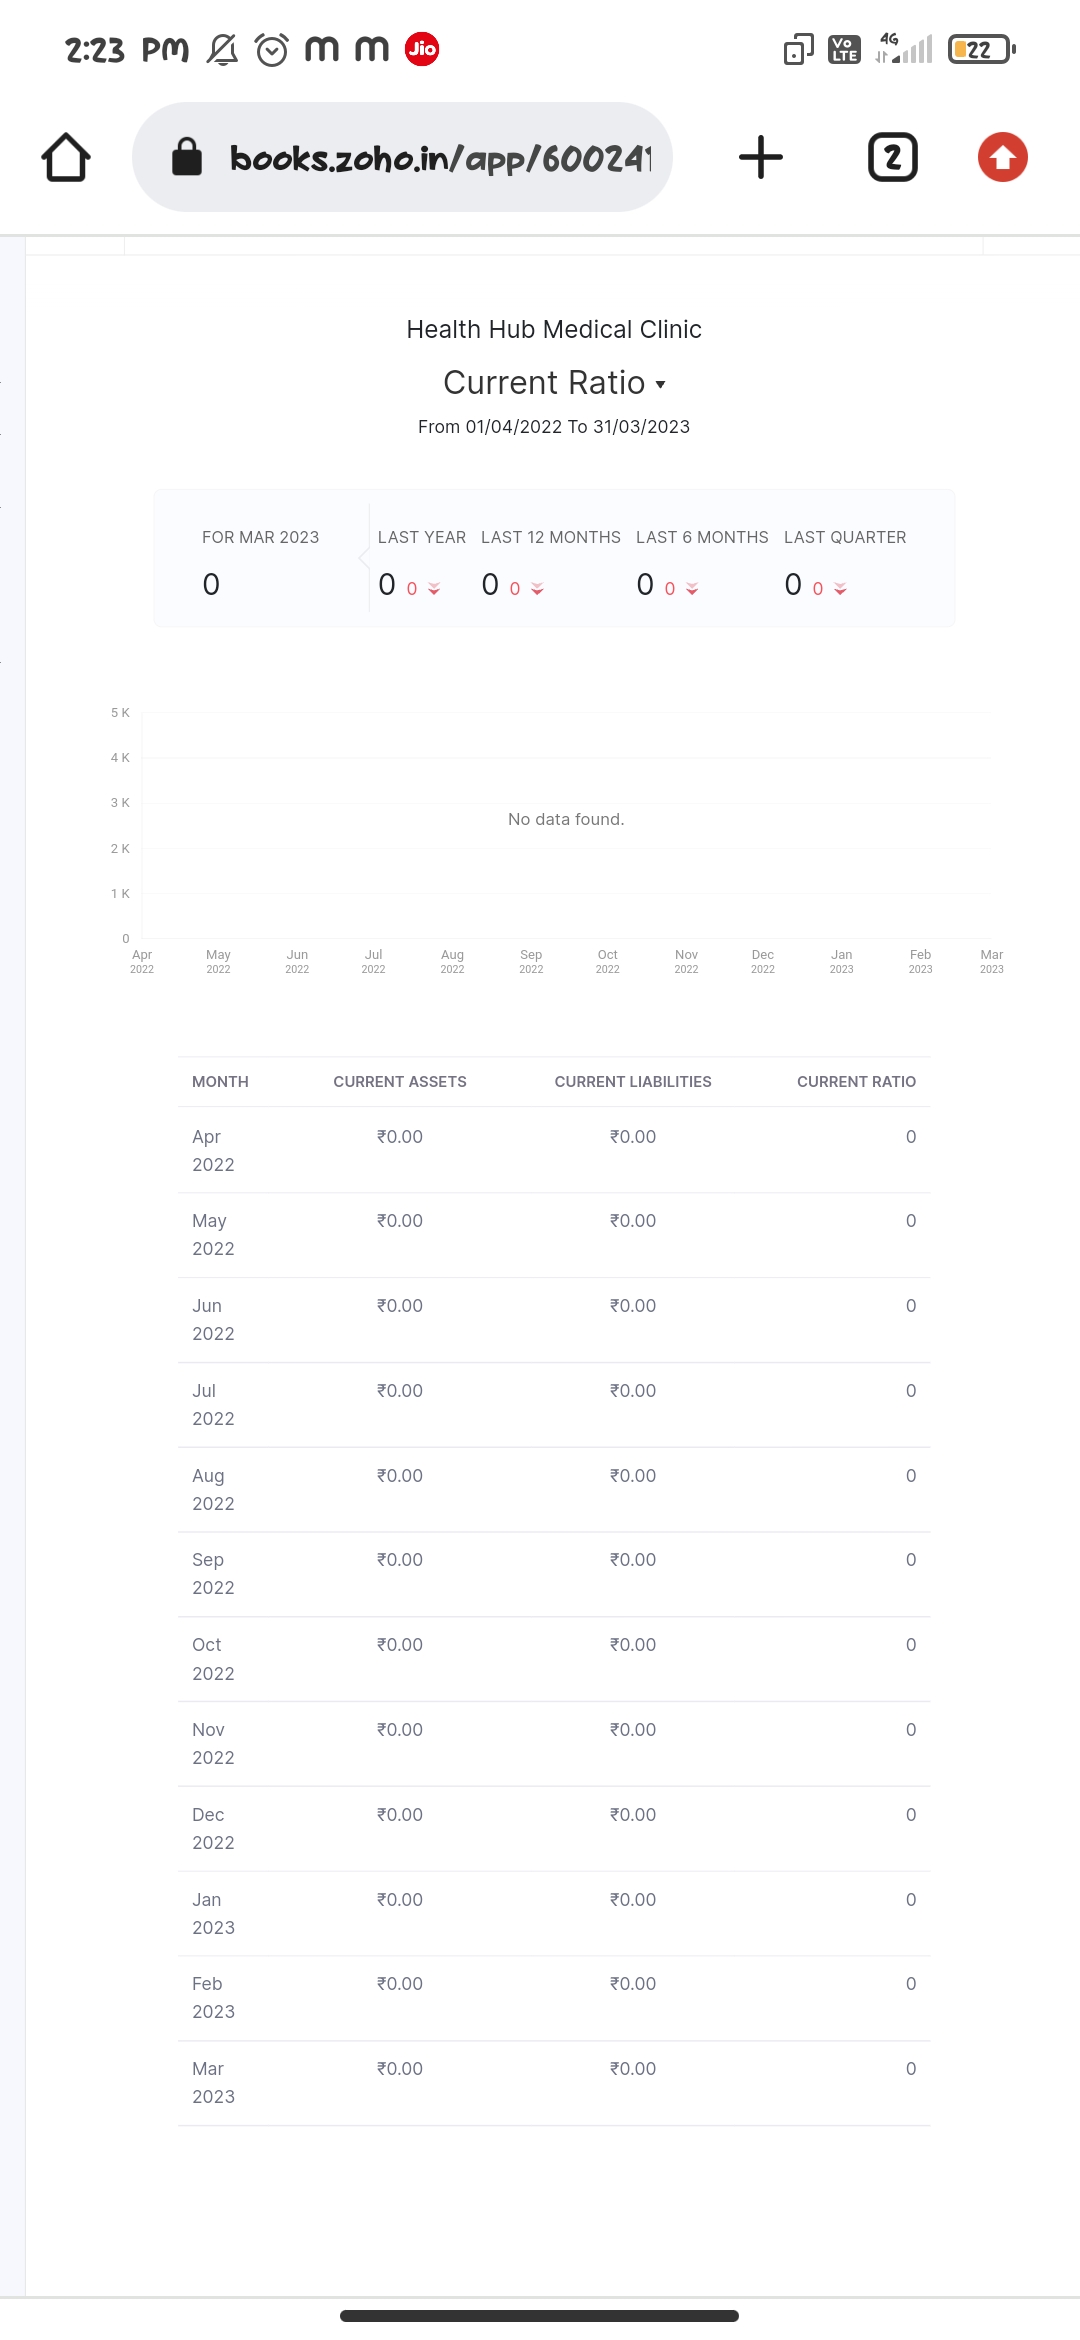 2:23 PM m m Jio Vo LTE 4G 22
books.zoho.in/app/600241
2
Health Hub Medical Clinic
Current Ratio
From 01/04/2022 To 31/03/2023
FOR MAR 2023 LAST YEAR LAST 12 MONTHS LAST 6 MONTHS LAST QUARTER
0 0 0 0 0 0 0 0 0
5 K
4 K
3 K
No data found.
2 K
1 K
0
Apr May Jun Jul Aug Sep Oct Nov Dec Jan Feb Mar
2022 2022 2022 2022 2022 2022 2022 2022 2022 2023 2023 2023
MONTH CURRENT ASSETS CURRENT LIABILITIES CURRENT RATIO
Apr ₹0.00 ₹0.00 0
2022
May ₹0.00 ₹0.00 0
2022
Jun ₹0.00 ₹0.00 0
2022
Jul ₹0.00 ₹0.00 0
2022
Aug ₹0.00 ₹0.00 0
2022
Sep ₹0.00 ₹0.00 0
2022
Oct ₹0.00 ₹0.00 0
2022
Nov ₹0.00 ₹0.00 0
2022
Dec ₹0.00 ₹0.00 0
2022
Jan ₹0.00 ₹0.00 0
2023
Feb ₹0.00 ₹0.00 0
2023
Mar ₹0.00 ₹0.00 0
2023